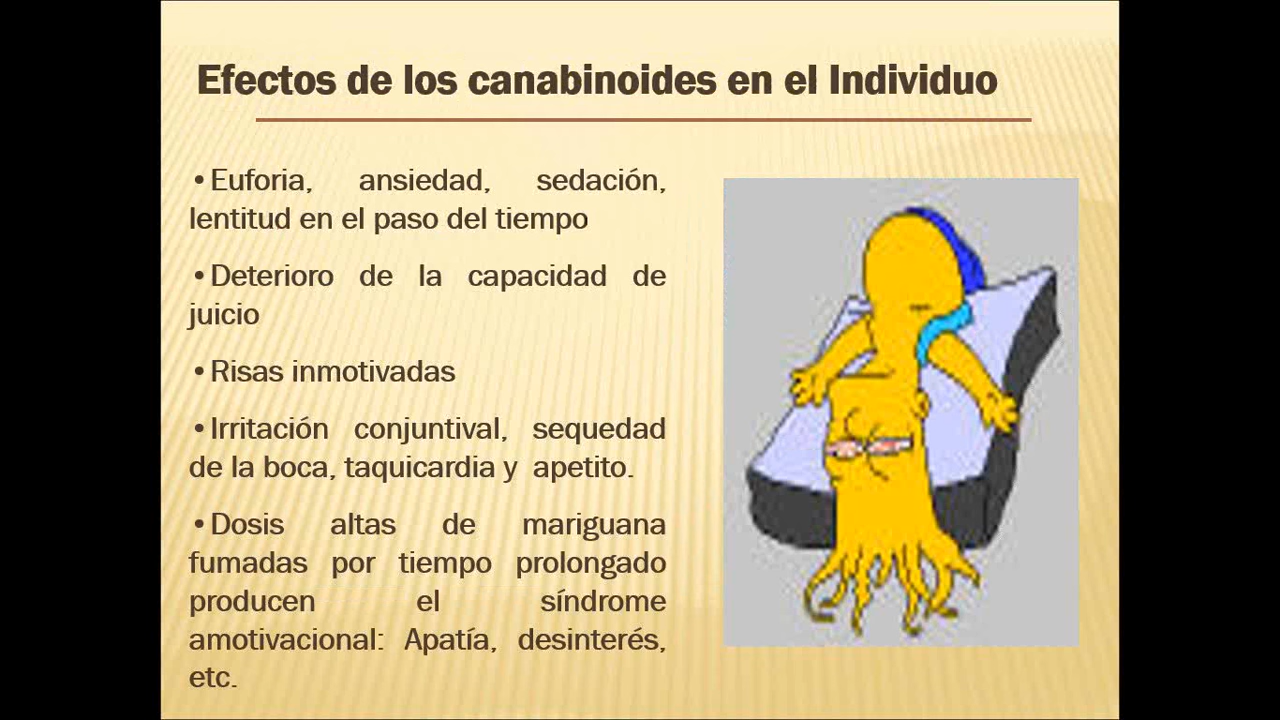 Efectos de los canabinoides en el Individuo
•Euforia, ansiedad, sedación,
lentitud en el paso del tiempo
•Deterioro de la capacidad de
juicio
•Risas inmotivadas
•Irritación conjuntival, sequedad
de la boca, taquicardia y apetito.
•Dosis altas de mariguana
fumadas por tiempo prolongado
producen el síndrome
amotivacional: Apatía, desinterés,
etc.